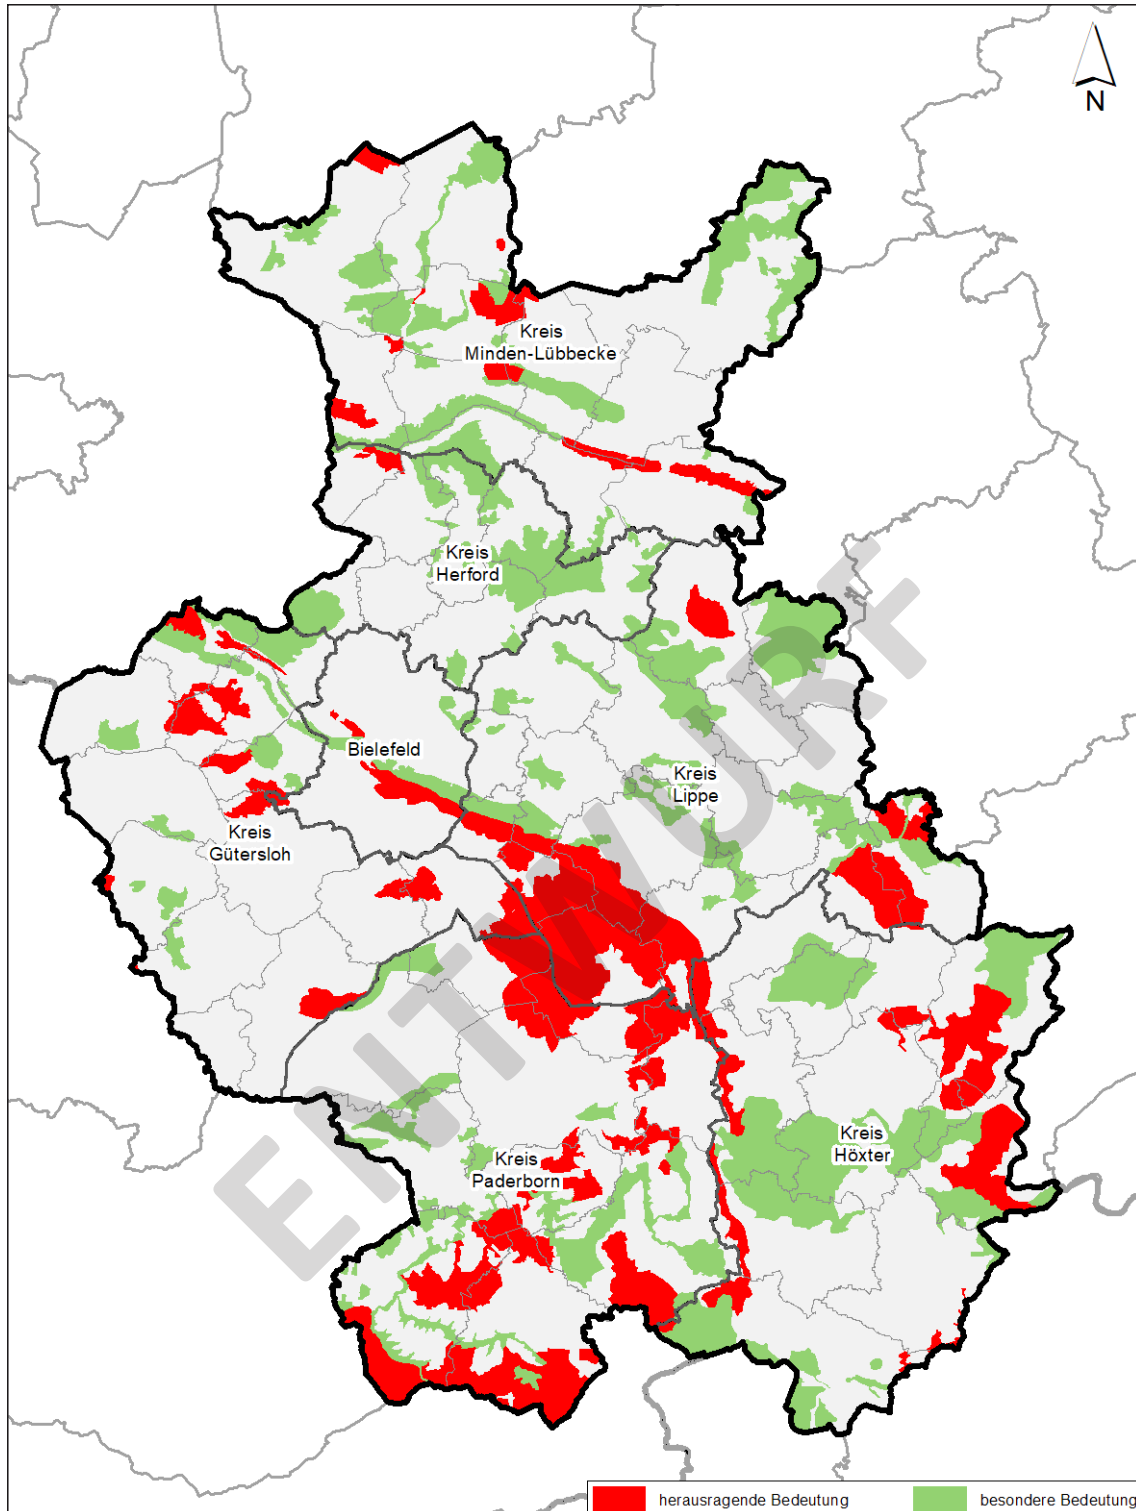 N
Kreis
Minden-Lübbecke
Kreis
Herford
Bielefeld
Kreis
Lippe
Kreis
Gütersloh
Kreis
Höxter
Kreis
Paderborn
ENTWURF
herausragende Bedeutung
besondere Bedeutung